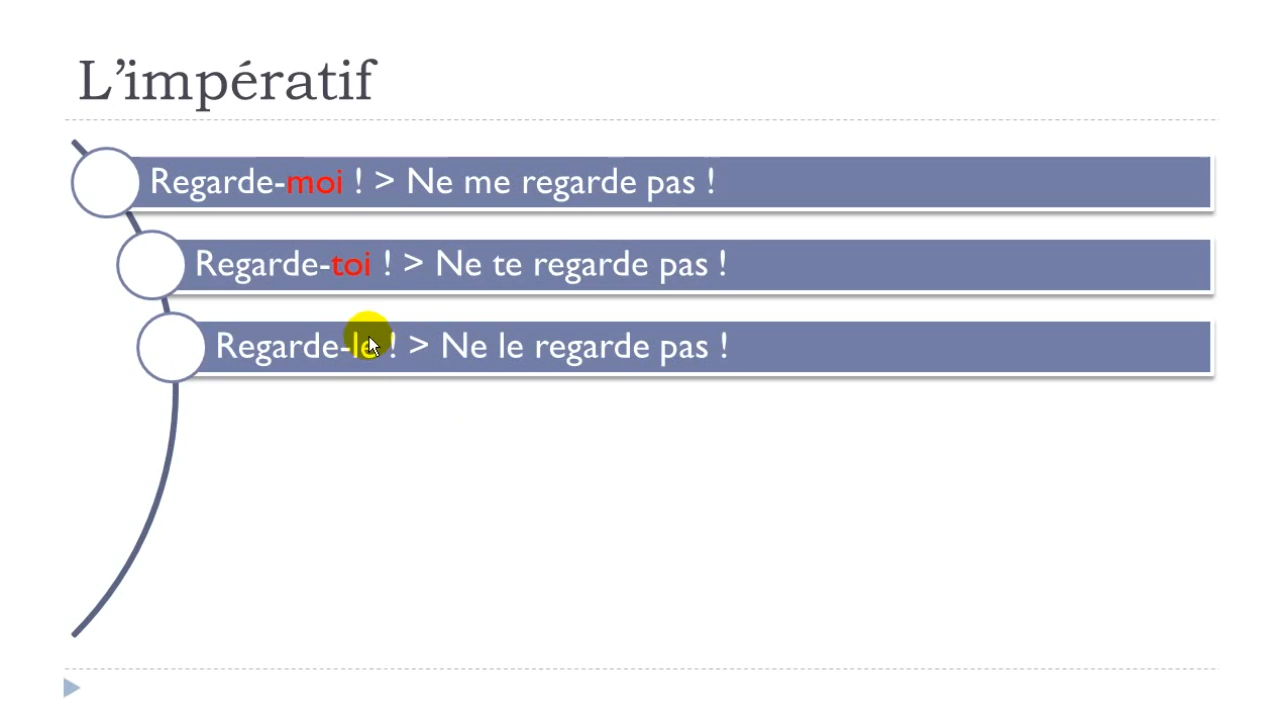 L’impératif
Regarde-moi ! > Ne me regarde pas !
Regarde-toi ! > Ne te regarde pas !
Regarde-le ! > Ne le regarde pas !